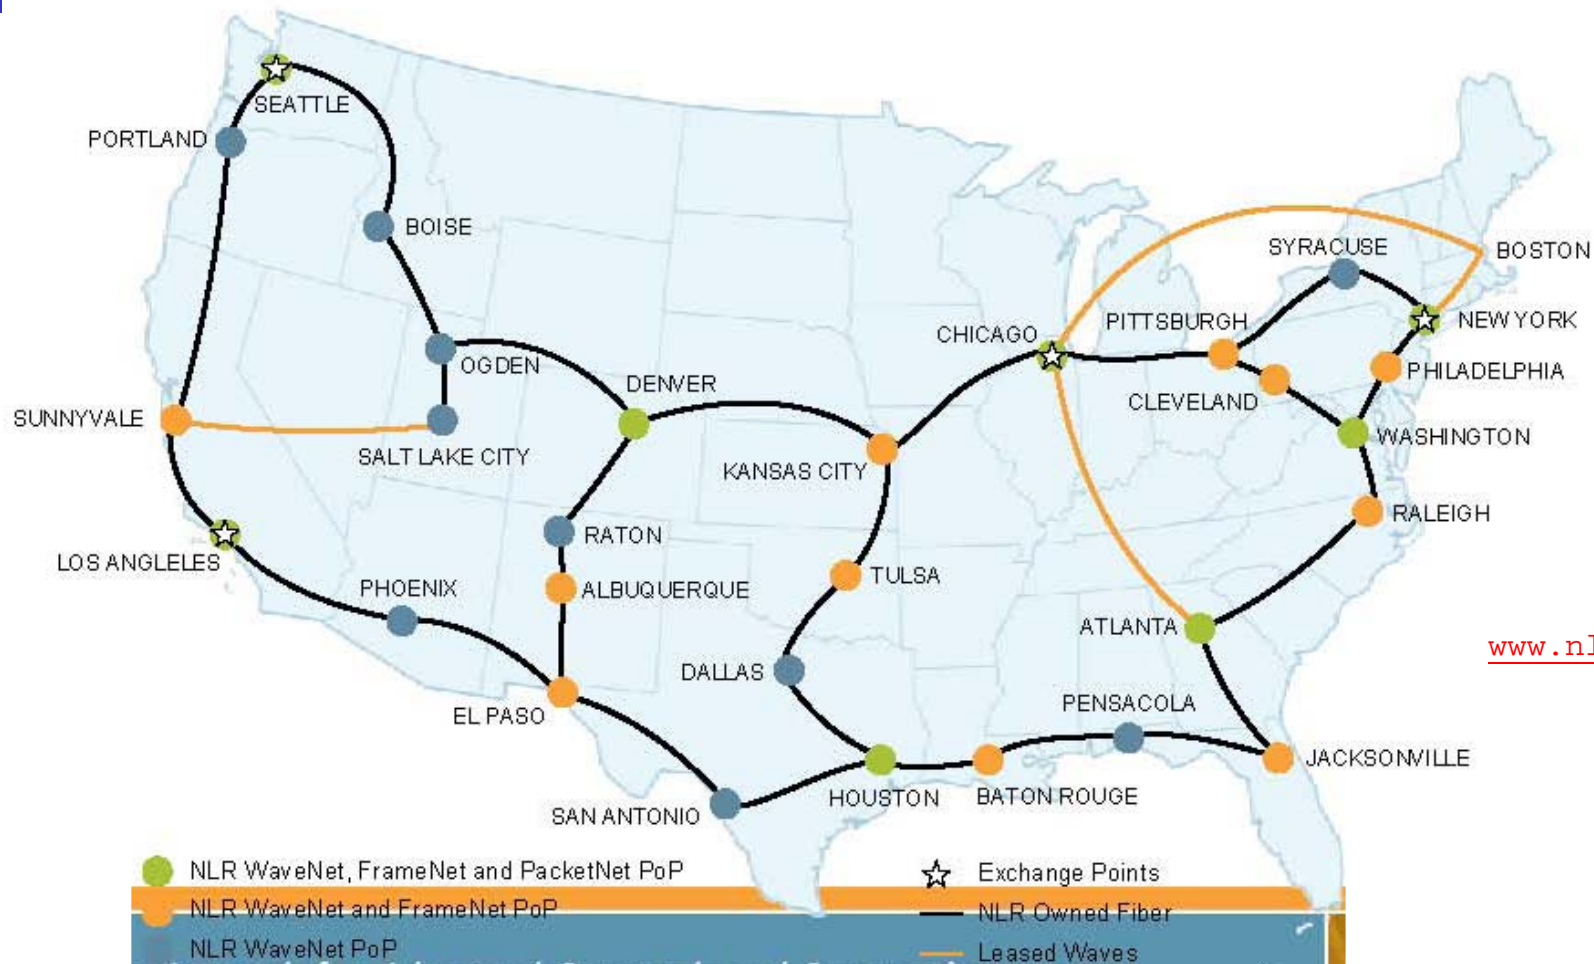 SEATTLE
PORTLAND
BOISE
SYRACUSE
BOSTON
NEW YORK
PITTSBURGH
CHICAGO
OGDEN
DENVER
PHILADELPHIA
CLEVELAND
SUNNYVALE
WASHINGTON
SALT LAKE CITY
KANSAS CITY
RALEIGH
RATON
LOS ANGLELES
TULSA
PHOENIX
ALBUQUERQUE
ATLANTA
www.nl
DALLAS
PENSACOLA
EL PASO
JACKSONVILLE
HOUSTON
BATON ROUGE
SAN ANTONIO
NLR WaveNet, FrameNet and PacketNet PoP
NLR WaveNet and FrameNet PoP
NLR WaveNet PoP
Exchange Points
NLR Owned Fiber
Leased Waves